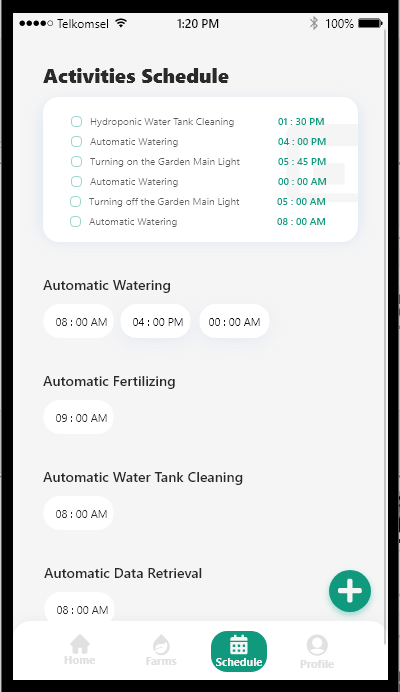 Telkomsel 1:20 PM 100%
Activities Schedule
Hydroponic Water Tank Cleaning 01 : 30 PM
Automatic Watering 04 : 00 PM
Turning on the Garden Main Light 05 : 45 PM
Automatic Watering 00 : 00 AM
Turning off the Garden Main Light 05 : 00 AM
Automatic Watering 08 : 00 AM
Automatic Watering
08 : 00 AM 04 : 00 PM 00 : 00 AM
Automatic Fertilizing
09 : 00 AM
Automatic Water Tank Cleaning
08 : 00 AM
Automatic Data Retrieval
08 : 00 AM
Home Farms Schedule Profile